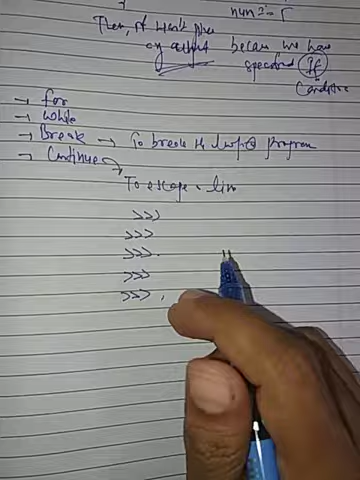 num = 5
Then, it won't give
any output because we have
specified If
Condition
→ for
→ while
→ Break → To break the loop @ program
→ Continue
To escape a line
>>>
>>>
>>>.
>>>
>>> .